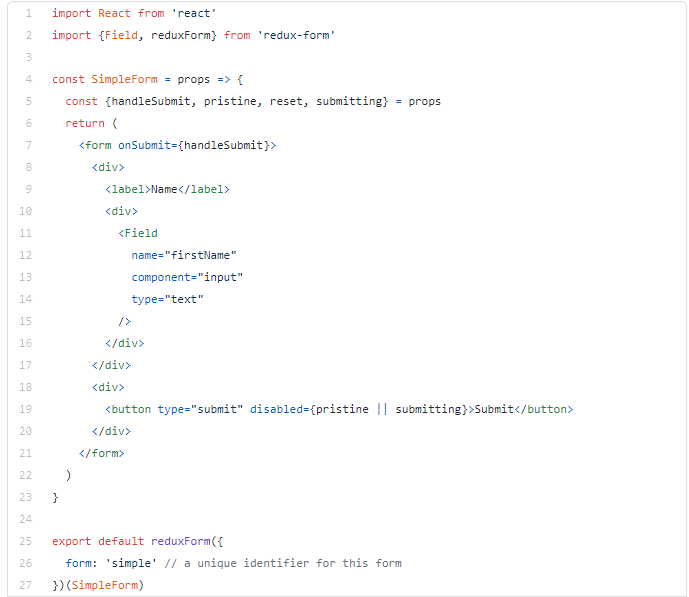 1 import React from 'react'
2 import {Field, reduxForm} from 'redux-form'
3
4 const SimpleForm = props => {
5   const {handleSubmit, pristine, reset, submitting} = props
6   return (
7     <form onSubmit={handleSubmit}>
8       <div>
9         <label>Name</label>
10         <div>
11           <Field
12             name="firstName"
13             component="input"
14             type="text"
15           />
16         </div>
17       </div>
18       <div>
19         <button type="submit" disabled={pristine || submitting}>Submit</button>
20       </div>
21     </form>
22   )
23 }
24
25 export default reduxForm({
26   form: 'simple' // a unique identifier for this form
27 })(SimpleForm)